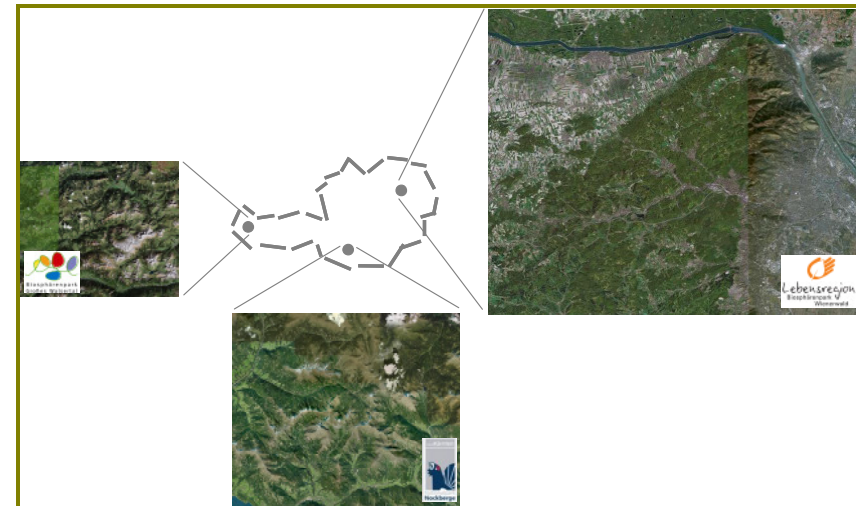 Biosphärenpark
Großes Walsertal
Lebensregion
Biosphärenpark
Wienerwald
Nockberge